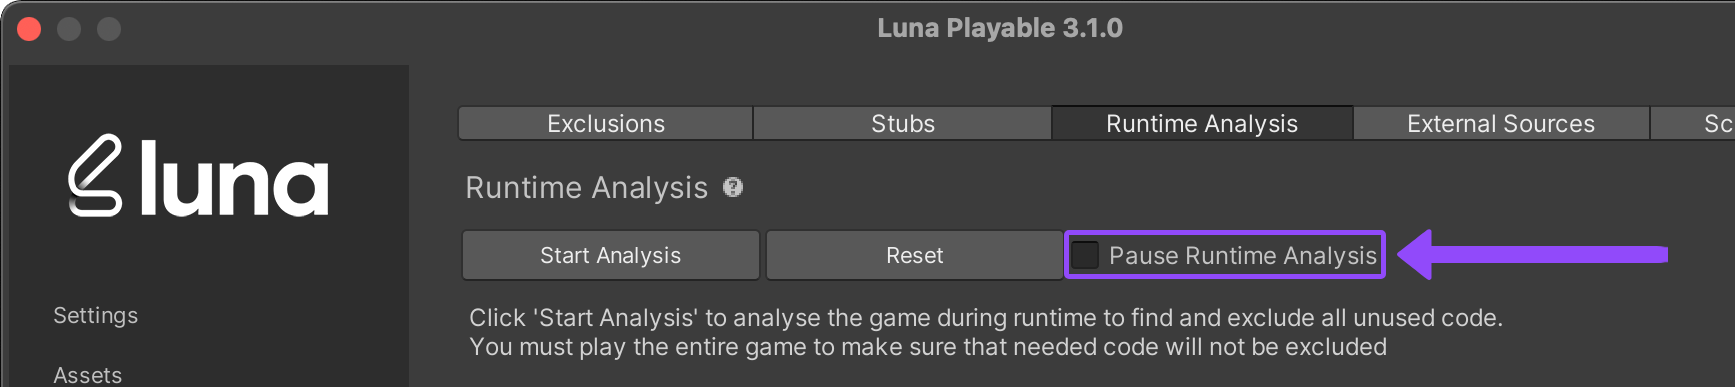 Luna Playable 3.1.0
luna
Exclusions Stubs Runtime Analysis External Sources Sc
Runtime Analysis ?
Start Analysis Reset Pause Runtime Analysis
Click 'Start Analysis' to analyse the game during runtime to find and exclude all unused code.
You must play the entire game to make sure that needed code will not be excluded
Settings
Assets